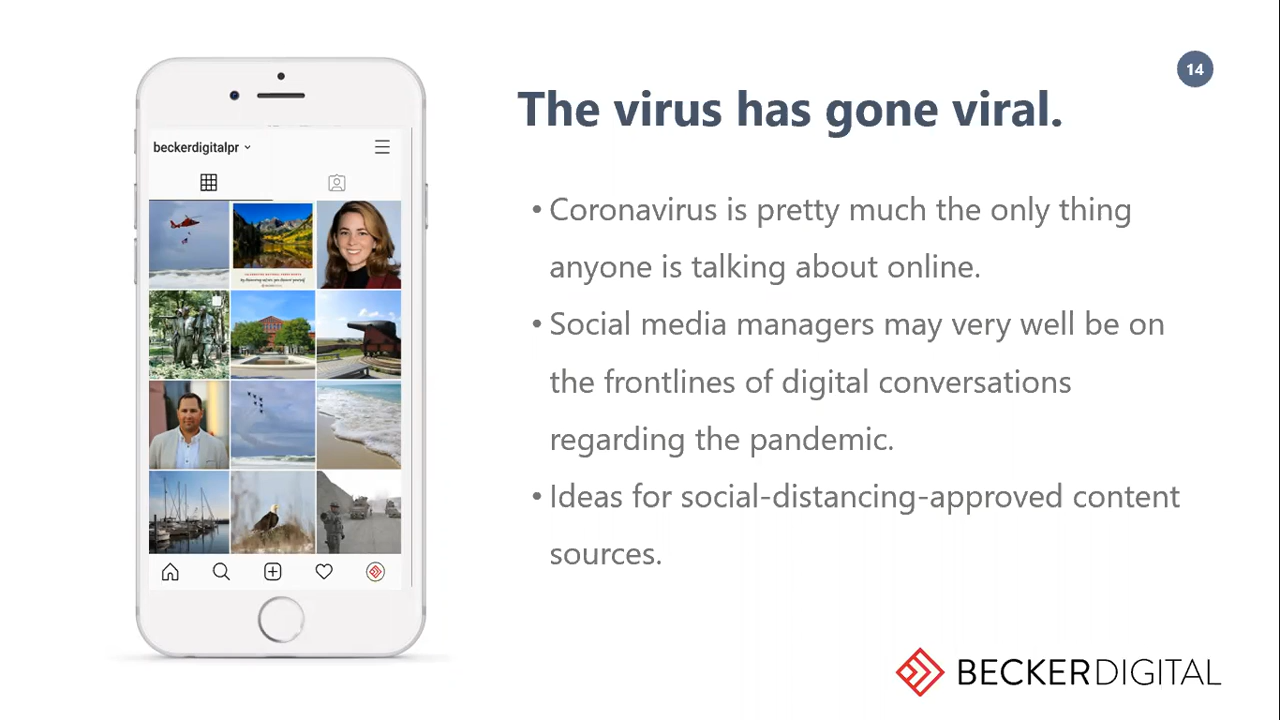 14
The virus has gone viral.
beckerdigitalpr
• Coronavirus is pretty much the only thing
anyone is talking about online.
• Social media managers may very well be on
the frontlines of digital conversations
regarding the pandemic.
• Ideas for social-distancing-approved content
sources.
BECKERDIGITAL